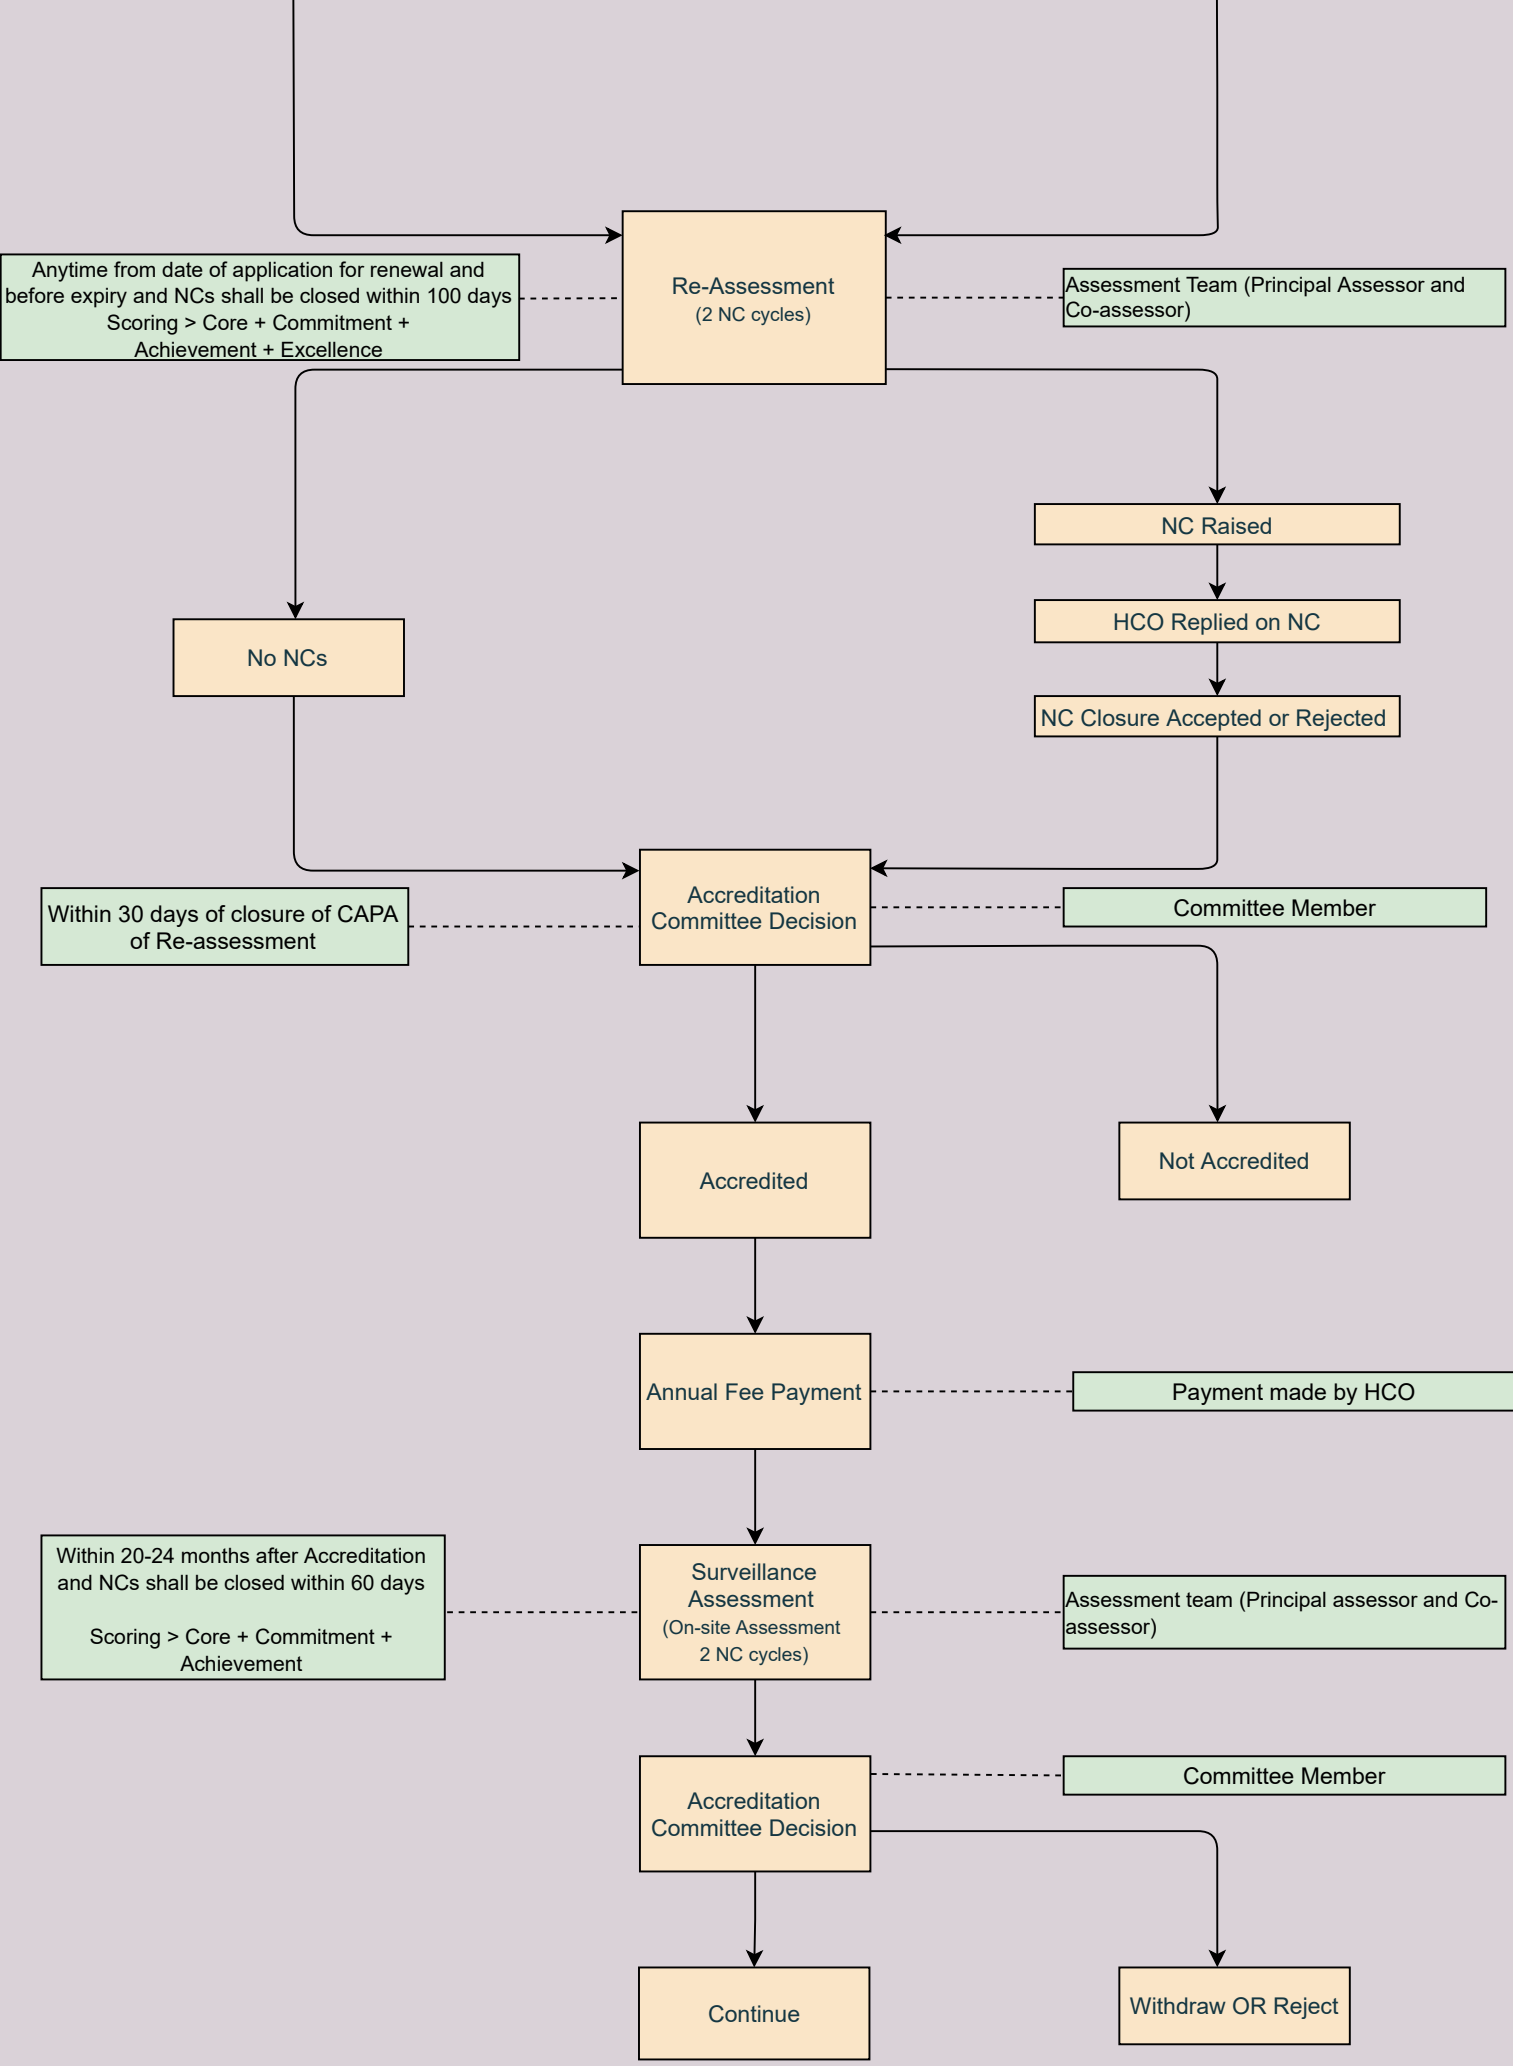 Re-Assessment
(2 NC cycles)
Anytime from date of application for renewal and
before expiry and NCs shall be closed within 100 days
Scoring > Core + Commitment +
Achievement + Excellence
Assessment Team (Principal Assessor and
Co-assessor)
NC Raised
HCO Replied on NC
No NCs
NC Closure Accepted or Rejected
Accreditation
Committee Decision
Within 30 days of closure of CAPA
of Re-assessment
Committee Member
Accredited
Not Accredited
Annual Fee Payment
Payment made by HCO
Within 20-24 months after Accreditation
and NCs shall be closed within 60 days
Scoring > Core + Commitment +
Achievement
Surveillance
Assessment
(On-site Assessment
2 NC cycles)
Assessment team (Principal assessor and Co-
assessor)
Accreditation
Committee Decision
Committee Member
Continue
Withdraw OR Reject